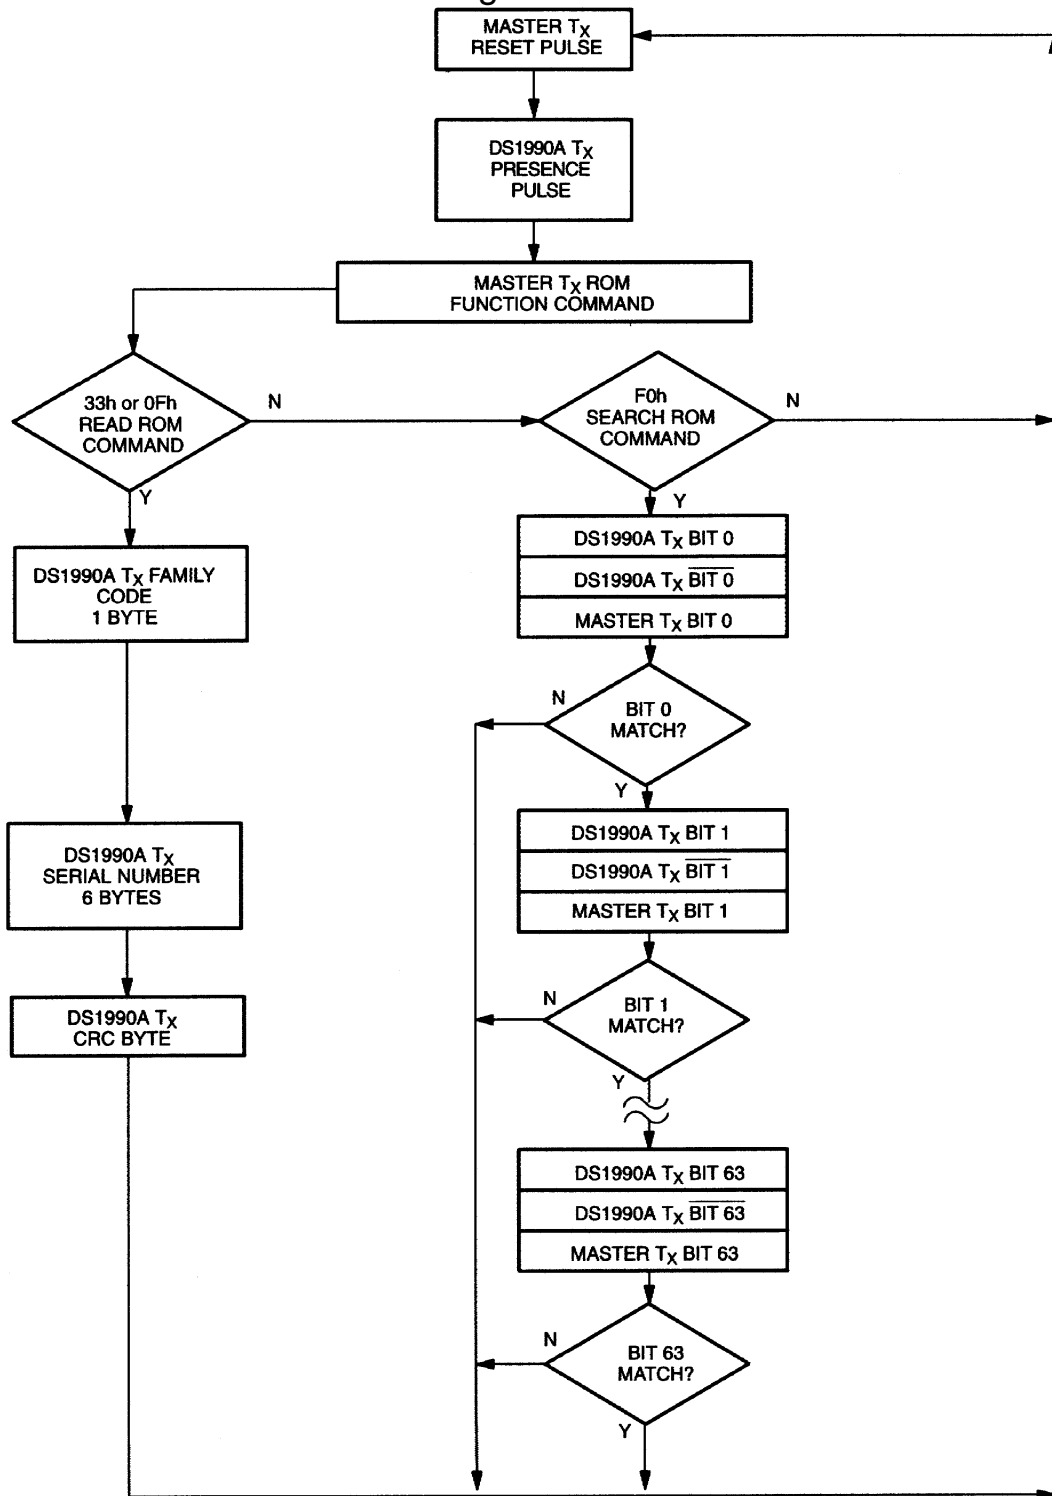 MASTER TX
RESET PULSE
DS1990A TX
PRESENCE
PULSE
MASTER TX ROM
FUNCTION COMMAND
33h or 0Fh
READ ROM
COMMAND
N
F0h
SEARCH ROM
COMMAND
N
Y
Y
DS1990A TX FAMILY
CODE
1 BYTE
DS1990A TX BIT 0
DS1990A TX BIT 0
MASTER TX BIT 0
N
BIT 0
MATCH?
Y
DS1990A TX
SERIAL NUMBER
6 BYTES
DS1990A TX BIT 1
DS1990A TX BIT 1
MASTER TX BIT 1
DS1990A TX
CRC BYTE
N
BIT 1
MATCH?
Y
DS1990A TX BIT 63
DS1990A TX BIT 63
MASTER TX BIT 63
N
BIT 63
MATCH?
Y